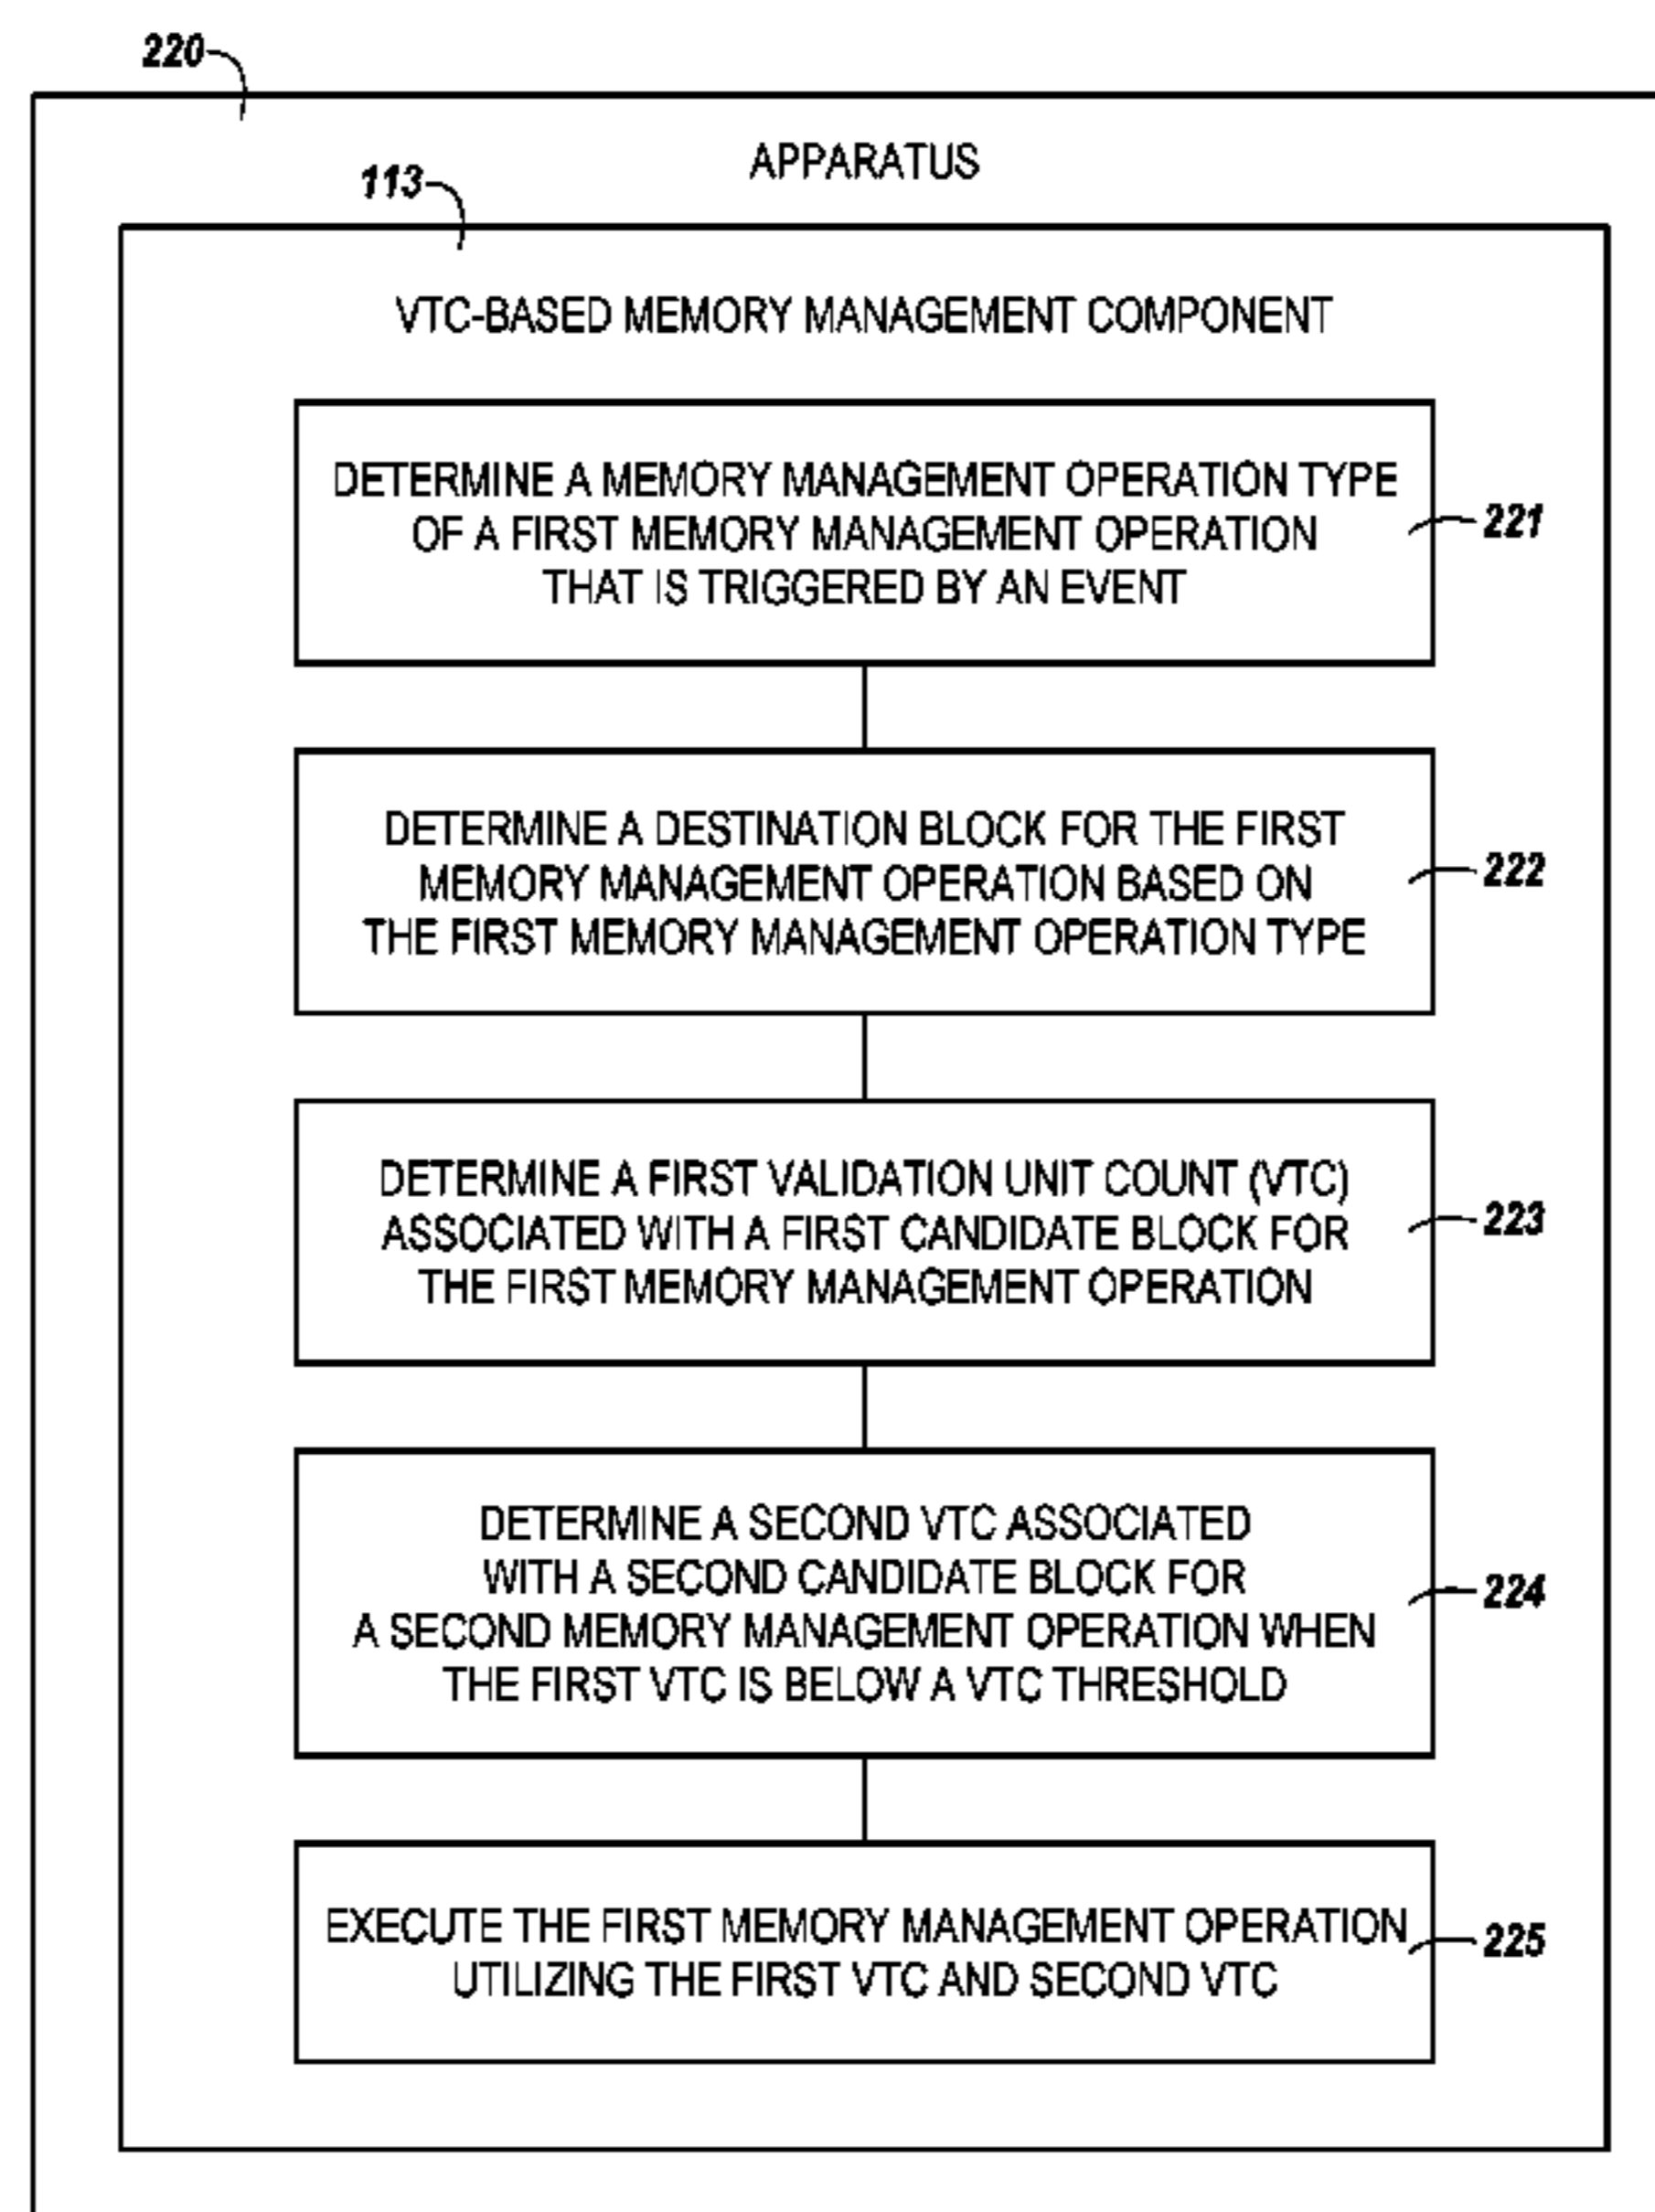 220
APPARATUS
113
VTC-BASED MEMORY MANAGEMENT COMPONENT
DETERMINE A MEMORY MANAGEMENT OPERATION TYPE
OF A FIRST MEMORY MANAGEMENT OPERATION
THAT IS TRIGGERED BY AN EVENT
221
DETERMINE A DESTINATION BLOCK FOR THE FIRST
MEMORY MANAGEMENT OPERATION BASED ON
THE FIRST MEMORY MANAGEMENT OPERATION TYPE
222
DETERMINE A FIRST VALIDATION UNIT COUNT (VTC)
ASSOCIATED WITH A FIRST CANDIDATE BLOCK FOR
THE FIRST MEMORY MANAGEMENT OPERATION
223
DETERMINE A SECOND VTC ASSOCIATED
WITH A SECOND CANDIDATE BLOCK FOR
A SECOND MEMORY MANAGEMENT OPERATION WHEN
THE FIRST VTC IS BELOW A VTC THRESHOLD
224
EXECUTE THE FIRST MEMORY MANAGEMENT OPERATION
UTILIZING THE FIRST VTC AND SECOND VTC
225